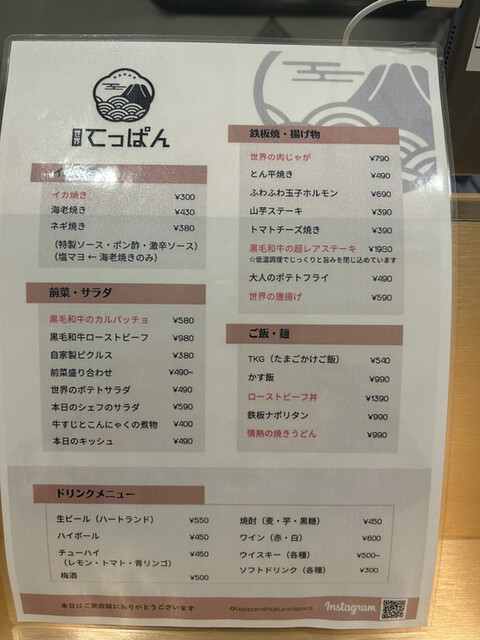 世界
てっぱん
イカ焼き ¥300
海老焼き ¥430
ネギ焼き ¥380
（特製ソース・ポン酢・激辛ソース）
（塩マヨ ← 海老焼きのみ）
前菜・サラダ
黒毛和牛のカルパッチョ ¥580
黒毛和牛ローストビーフ ¥980
自家製ピクルス ¥380
前菜盛り合わせ ¥490~
世界のポテトサラダ ¥490
本日のシェフのサラダ ¥590
牛すじとこんにゃくの煮物 ¥400
本日のキッシュ ¥490
鉄板焼・揚げ物
世界の肉じゃが ¥790
とん平焼き ¥490
ふわふわ玉子ホルモン ¥690
山芋ステーキ ¥390
トマトチーズ焼き ¥390
黒毛和牛の超レアステーキ ¥1980
☆低温調理でじっくりと旨みを閉じ込めています
大人のポテトフライ ¥490
世界の唐揚げ ¥590
ご飯・麺
TKG（たまごかけご飯） ¥540
かす飯 ¥990
ローストビーフ丼 ¥1390
鉄板ナポリタン ¥990
情熱の焼きうどん ¥990
ドリンクメニュー
生ビール（ハートランド） ¥550
ハイボール ¥450
チューハイ ¥450
（レモン・トマト・青リンゴ）
梅酒 ¥500
焼酎（麦・芋・黒糖） ¥450
ワイン（赤・白） ¥600
ウイスキー（各種） ¥500~
ソフトドリンク（各種） ¥300
本日はご来店誠にありがとうございます
Instagram